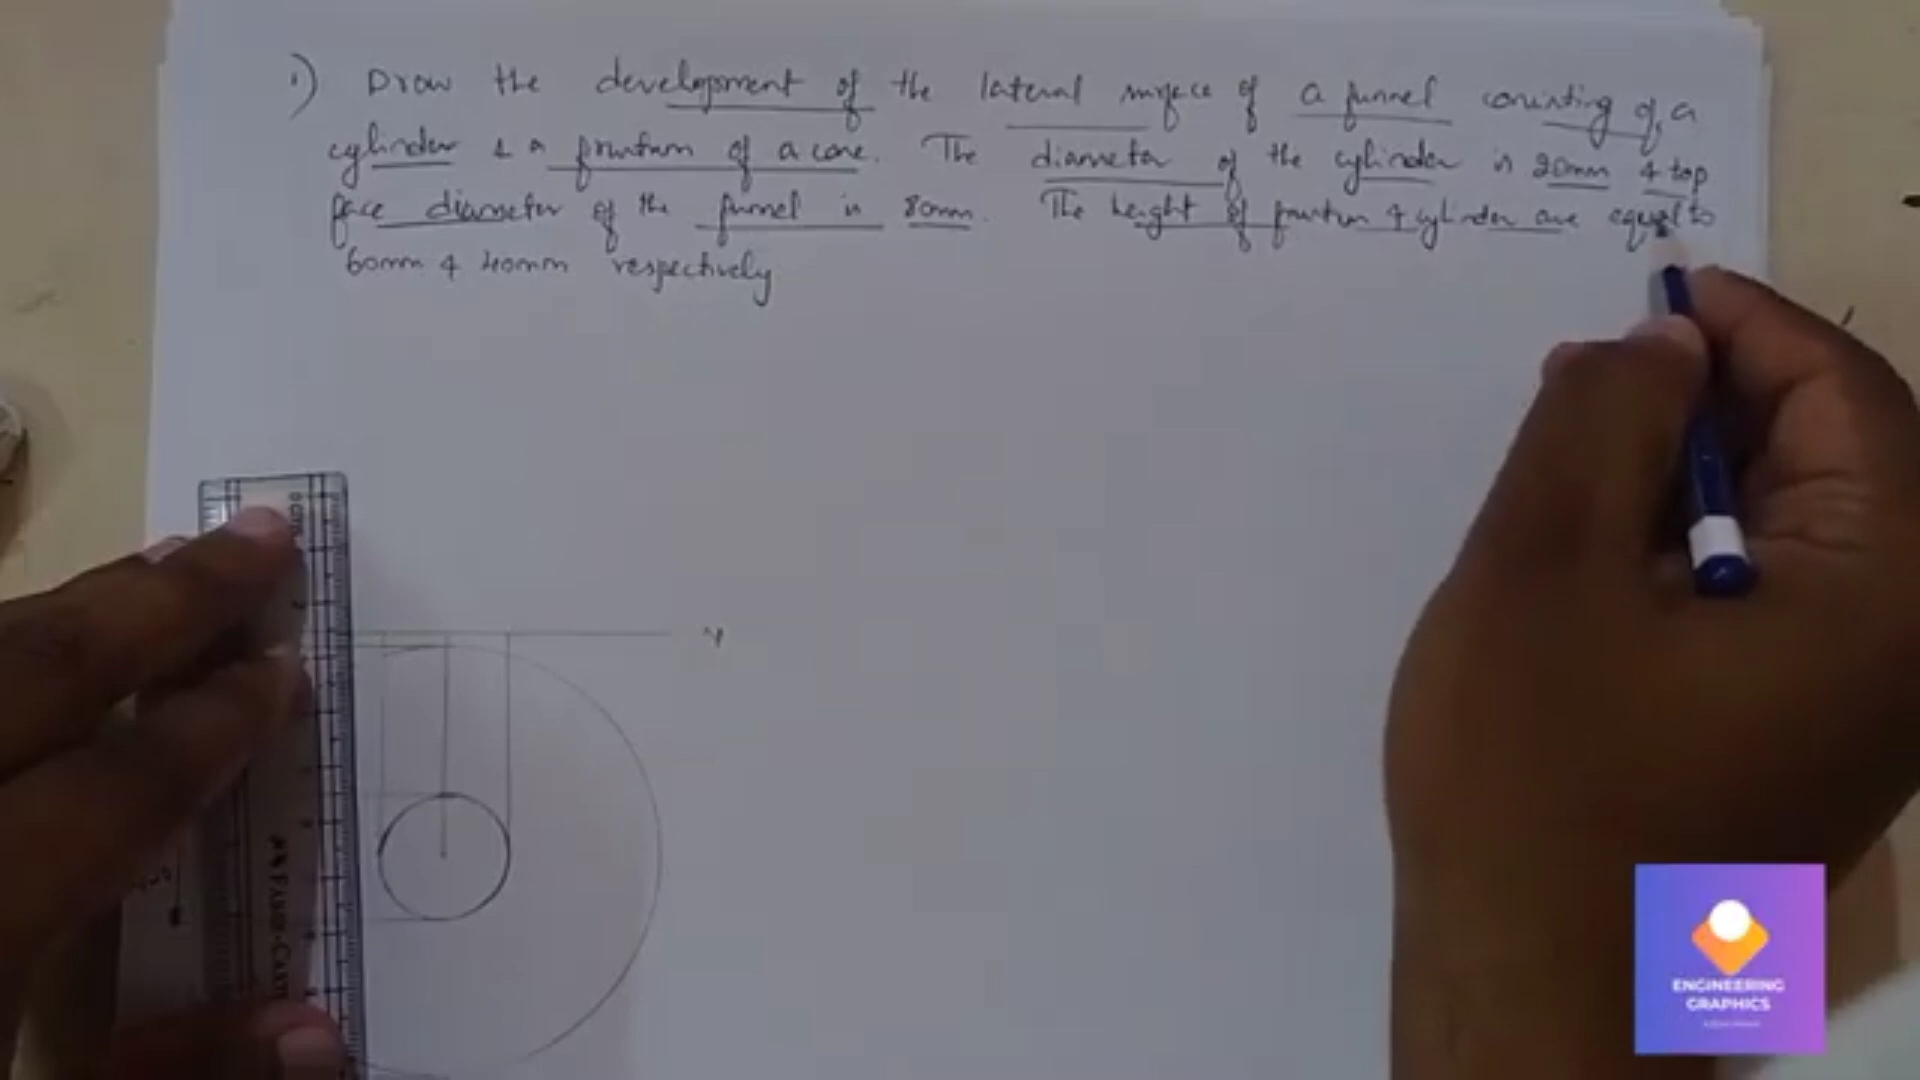 1) Draw the development of the lateral surface of a funnel consisting of a
cylinder & a frustum of a cone. The diameter of the cylinder is 20mm & top
face diameter of the funnel is 80mm. The height of frustum & cylinder are equal to
60mm & 40mm respectively
Y
ENGINEERING
GRAPHICS